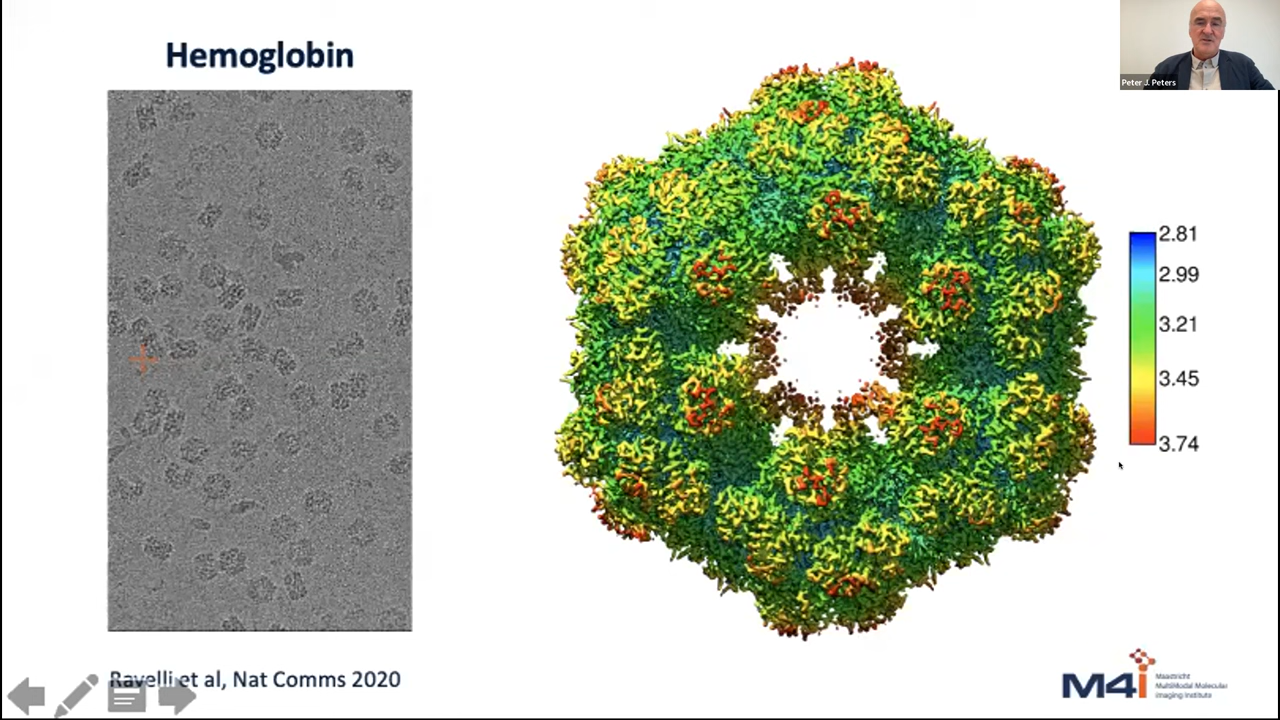 Hemoglobin
Peter J. Peters
2.81
2.99
3.21
3.45
3.74
Ravelli et al, Nat Comms 2020
M4i
Maastricht
MultiModal Molecular
Imaging Institute